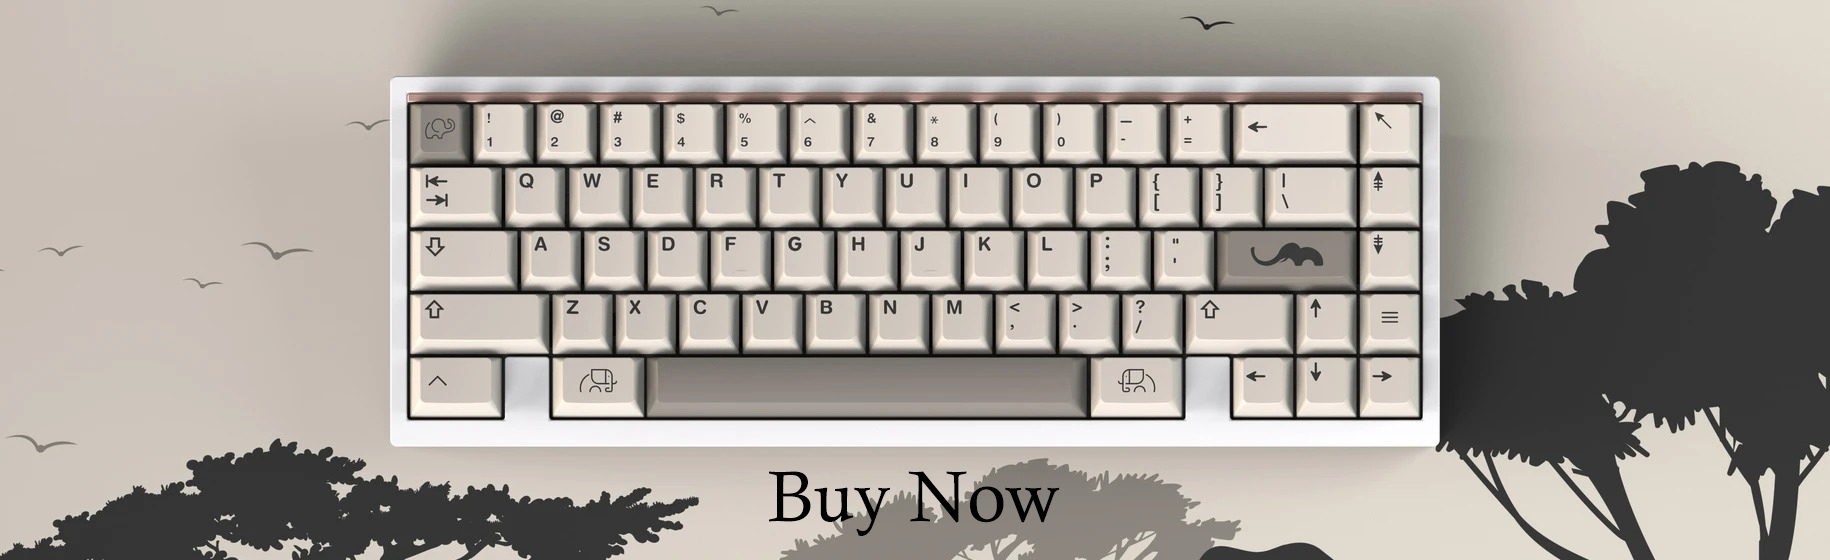 ! @ # $ % ^ & * ( ) — +
1 2 3 4 5 6 7 8 9 0 - = ← ↖
⇤ Q W E R T Y U I O P { } | ⇞
⇥ [ ] \
⇩ A S D F G H J K L : " ⇟
; '
⇧ Z X C V B N M < > ? ⇧ ↑ ≡
, . /
^ ← ↓ →
Buy Now